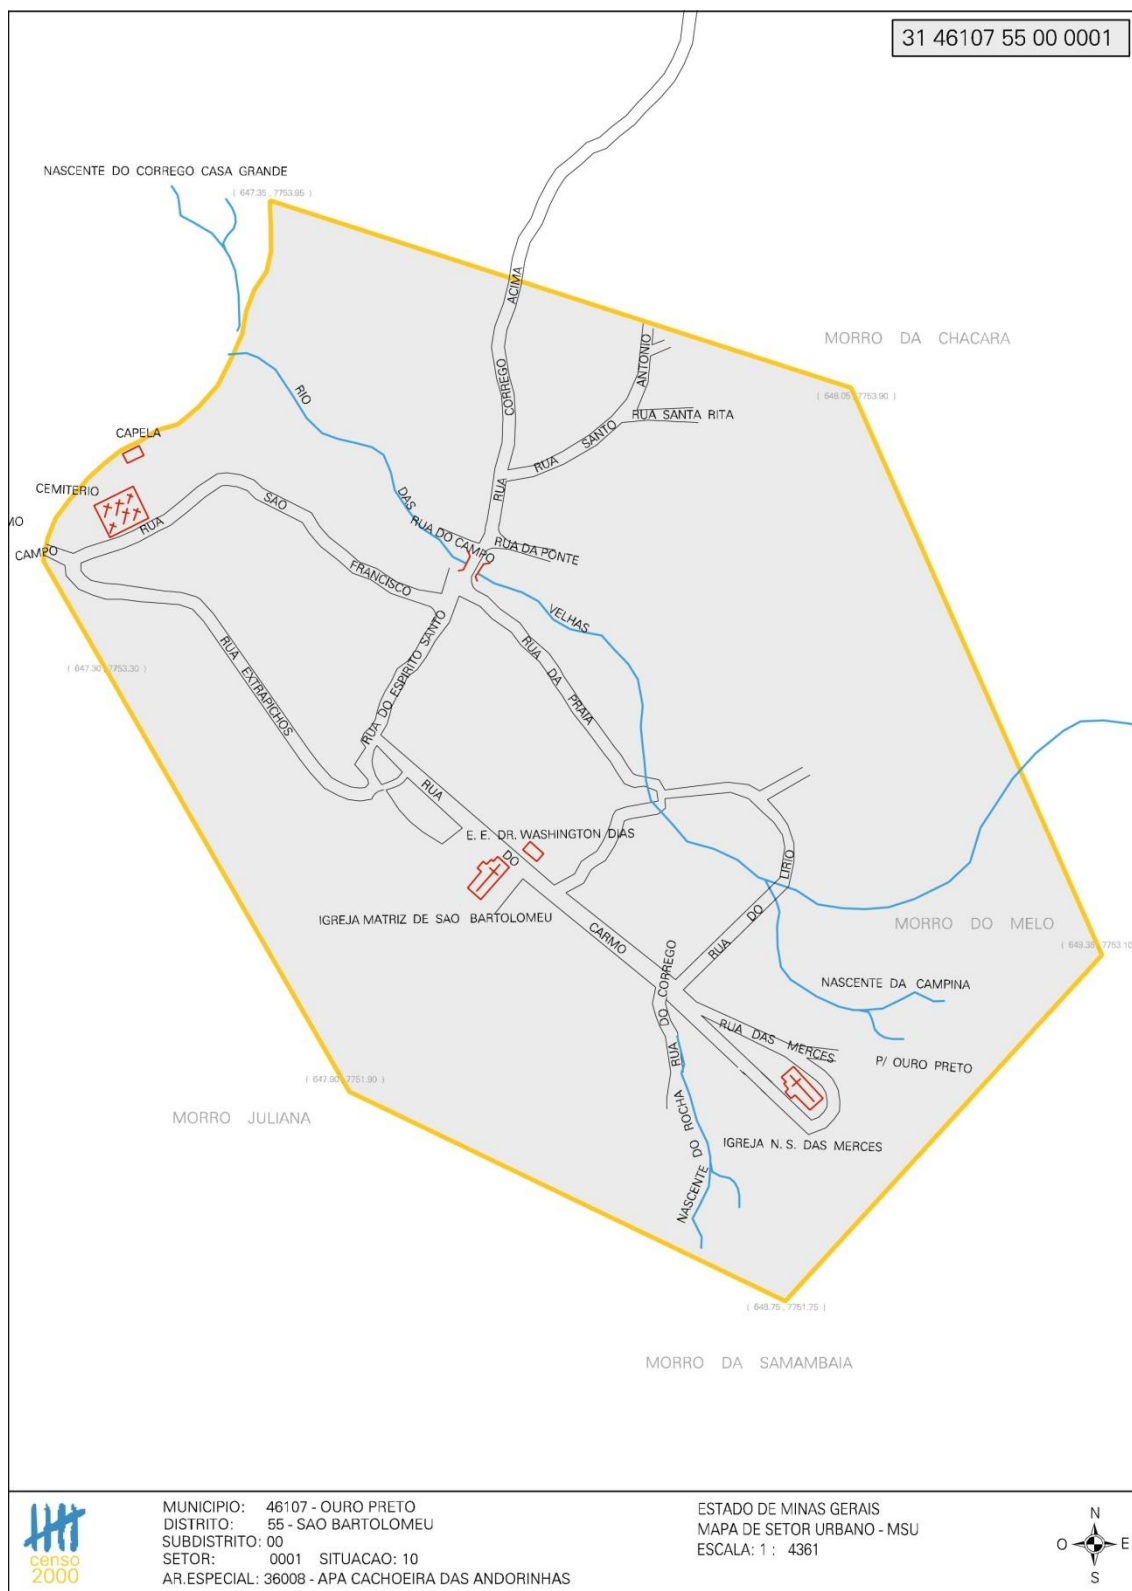 31 46107 55 00 0001
NASCENTE DO CORREGO CASA GRANDE
( 647.35 , 7753.95 )
ACIMA
MORRO DA CHACARA
ANTONIO
RIO
CORREGO
( 648.05 , 7753.90 )
RUA SANTA RITA
CAPELA
SANTO
RUA
CEMITERIO
SAO
DAS
RUA
MO
RUA
RUA DO CAMPO
RUA DA PONTE
CAMPO
FRANCISCO
VELHAS
RUA DO ESPIRITO SANTO
RUA DA PRAIA
RUA EXTRAPICHOS
( 647.30 , 7753.30 )
RUA
E. E. DR. WASHINGTON DIAS
DO
LIRIO
IGREJA MATRIZ DE SAO BARTOLOMEU
DO
MORRO DO MELO
CARMO
RUA
( 649.35 , 7753.10
RUA DO CORREGO
NASCENTE DA CAMPINA
RUA DAS MERCES
P/ OURO PRETO
( 647.90 , 7751.90 )
MORRO JULIANA
NASCENTE DO ROCHA
IGREJA N. S. DAS MERCES
( 648.75 , 7751.75 )
MORRO DA SAMAMBAIA
censo
2000
MUNICIPIO: 46107 - OURO PRETO
DISTRITO: 55 - SAO BARTOLOMEU
SUBDISTRITO: 00
SETOR: 0001 SITUACAO: 10
AR.ESPECIAL: 36008 - APA CACHOEIRA DAS ANDORINHAS
ESTADO DE MINAS GERAIS
MAPA DE SETOR URBANO - MSU
ESCALA: 1 : 4361
N
O E
S